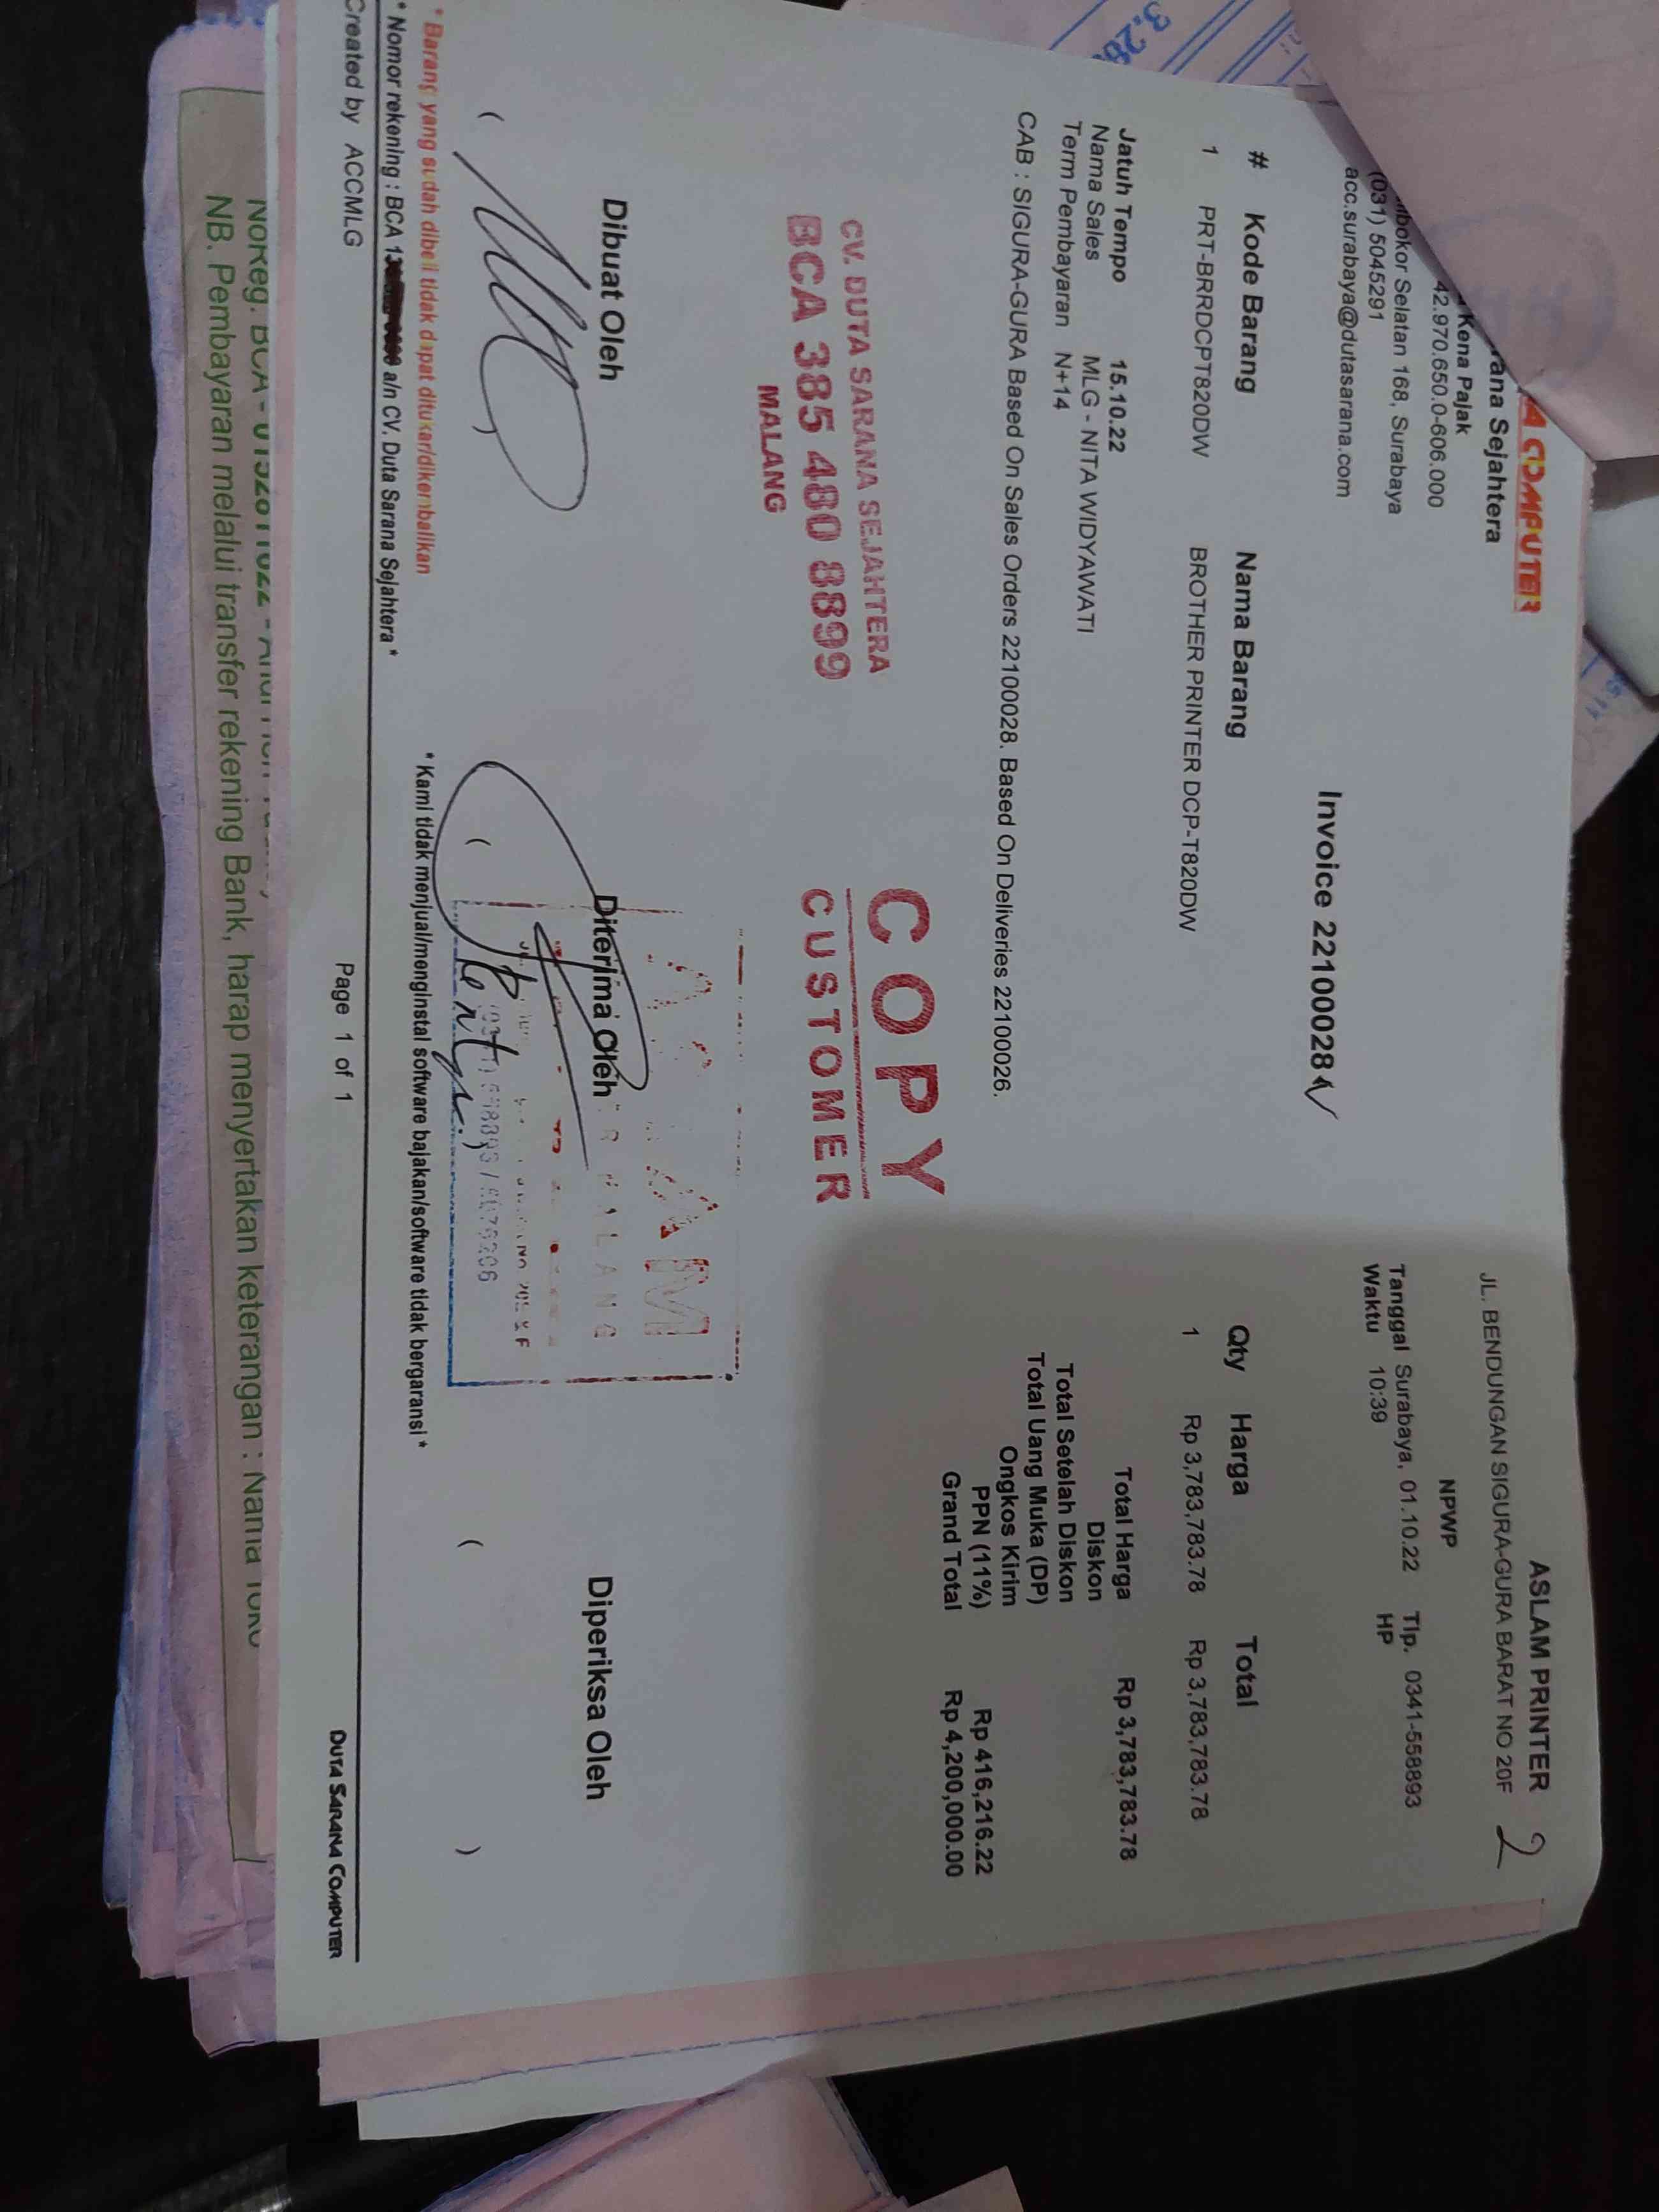 COMPUTER
Sejahtera
Kena Pajak
42.970.650.0-606.000
Selatan 168, Surabaya
(031) 5045291
acc.surabaya@dutasarana.com
ASLAM PRINTER
JL. BENDUNGAN SIGURA-GURA BARAT NO 20F
2
NPWP
Tanggal Surabaya, 01.10.22 Tlp. 0341-558893
Waktu 10:39 HP
Invoice 22100028
# Kode Barang Nama Barang Qty Harga Total
1 PRT-BRRDCPT820DW BROTHER PRINTER DCP-T820DW 1 Rp 3,783,783.78 Rp 3,783,783.78
Jatuh Tempo 15.10.22
Nama Sales MLG - NITA WIDYAWATI
Term Pembayaran N+14
CAB : SIGURA-GURA Based On Sales Orders 22100028. Based On Deliveries 22100026.
Total Harga Rp 3,783,783.78
Diskon
Total Setelah Diskon
Total Uang Muka (DP)
Ongkos Kirim
PPN (11%) Rp 416,216.22
Grand Total Rp 4,200,000.00
CV. DUTA SARANA SEJAHTERA
BCA 385 480 8899
MALANG
COPY
CUSTOMER
Dibuat Oleh Diterima Oleh Diperiksa Oleh
( ( ) ( )
* Barang yang sudah dibeli tidak dapat ditukar/dikembalikan
* Kami tidak menjual/menginstal software bajakan/software tidak bergaransi *
* Nomor rekening : BCA a/n CV. Duta Sarana Sejahtera *
Created by ACCMLG Page 1 of 1 DUTA SARANA COMPUTER
NB. Pembayaran melalui transfer rekening Bank, harap menyertakan keterangan : Nama Toko